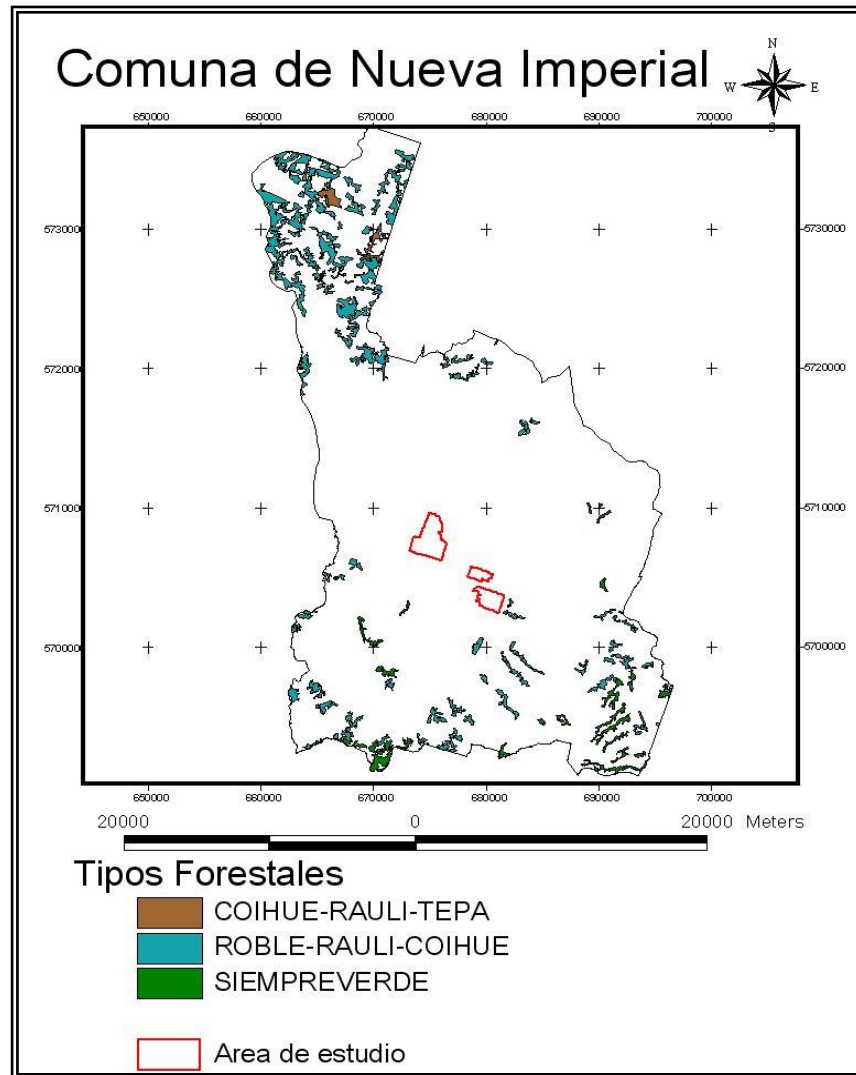 Comuna de Nueva Imperial
N
W E
S
650000 660000 670000 680000 690000 700000
5730000 5730000
5720000 5720000
5710000 5710000
5700000 5700000
650000 660000 670000 680000 690000 700000
20000 0 20000 Meters
Tipos Forestales
COIHUE-RAULI-TEPA
ROBLE-RAULI-COIHUE
SIEMPREVERDE
Area de estudio